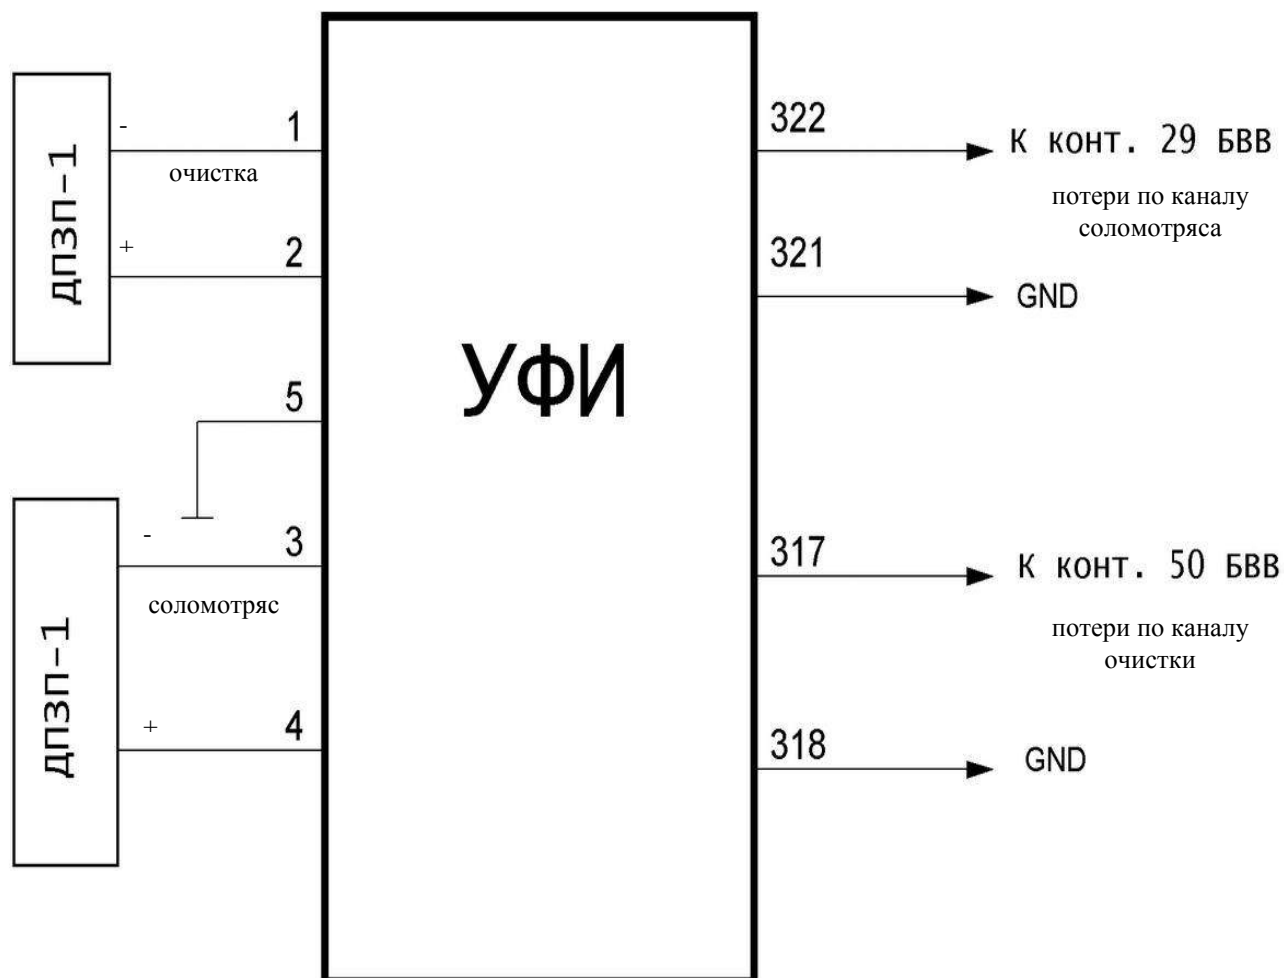 ДПЗП-1
-
1
очистка
+
2
5
ДПЗП-1
-
3
соломотряс
+
4
УФИ
322
К конт. 29 БВВ
потери по каналу
соломотряса
321
GND
317
К конт. 50 БВВ
потери по каналу
очистки
318
GND